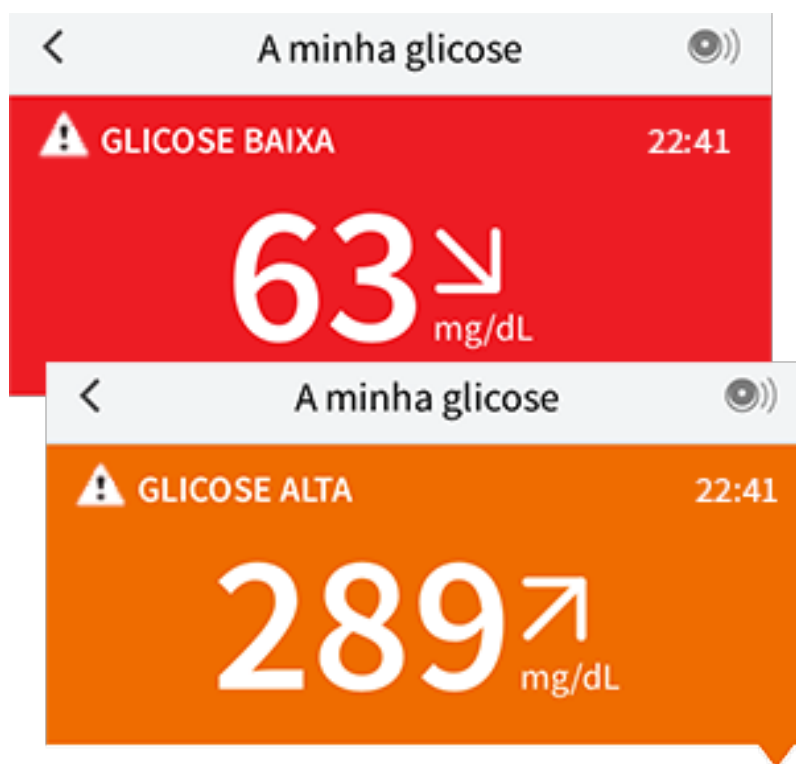 A minha glicose
GLICOSE BAIXA 22:41
63
mg/dL
A minha glicose
GLICOSE ALTA 22:41
289
mg/dL